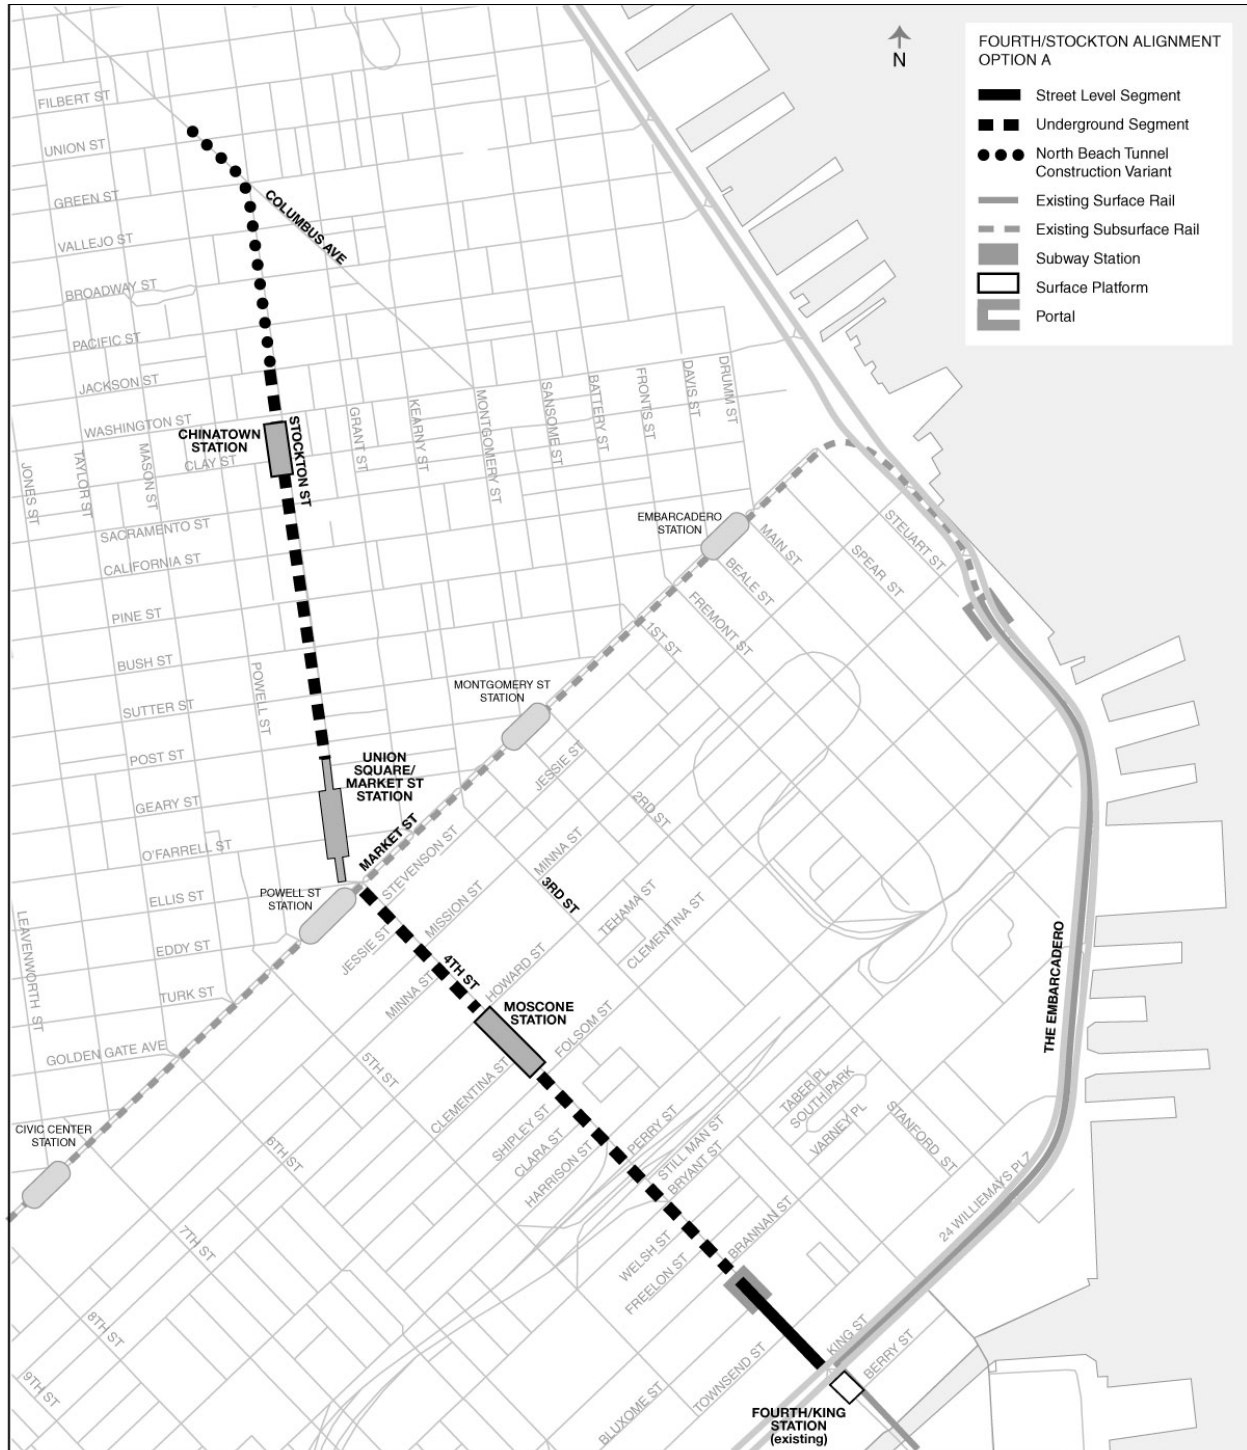 FOURTH/STOCKTON ALIGNMENT
OPTION A
Street Level Segment
Underground Segment
North Beach Tunnel
Construction Variant
Existing Surface Rail
Existing Subsurface Rail
Subway Station
Surface Platform
Portal
N
FILBERT ST
UNION ST
GREEN ST
VALLEJO ST
BROADWAY ST
PACIFIC ST
JACKSON ST
WASHINGTON ST
CLAY ST
SACRAMENTO ST
CALIFORNIA ST
PINE ST
BUSH ST
SUTTER ST
POST ST
GEARY ST
O'FARRELL ST
ELLIS ST
EDDY ST
TURK ST
GOLDEN GATE AVE
COLUMBUS AVE
CHINATOWN
STATION
STOCKTON ST
JONES ST
TAYLOR ST
MASON ST
POWELL ST
GRANT ST
KEARNY ST
MONTGOMERY ST
SANSOME ST
BATTERY ST
FRONTIS ST
DAVIS ST
DRUMM ST
LEAVENWORTH ST
EMBARCADERO
STATION
MAIN ST
BEALE ST
FREMONT ST
1ST ST
SPEAR ST
STEUART ST
MONTGOMERY ST
STATION
JESSIE ST
2RD ST
UNION
SQUARE/
MARKET ST
STATION
MARKET ST
STEVENSON ST
MISSION ST
MINNA ST
3RD ST
TEHAMA ST
CLEMENTINA ST
POWELL ST
STATION
JESSIE ST
MINNA ST
4TH ST
HOWARD ST
MOSCONE
STATION
FOLSOM ST
5TH ST
CLEMENTINA ST
SHIPLEY ST
CLARA ST
HARRISON ST
PERRY ST
STILL MAN ST
BRYANT ST
TABER PL
SOUTH PARK
VARNEY PL
STANFORD ST
THE EMBARCADERO
24 WILLIEMAYS PLZ
CIVIC CENTER
STATION
6TH ST
7TH ST
8TH ST
9TH ST
WELSH ST
FREELON ST
BRANNAN ST
BLUXOME ST
TOWNSEND ST
KING ST
BERRY ST
FOURTH/KING
STATION
(existing)